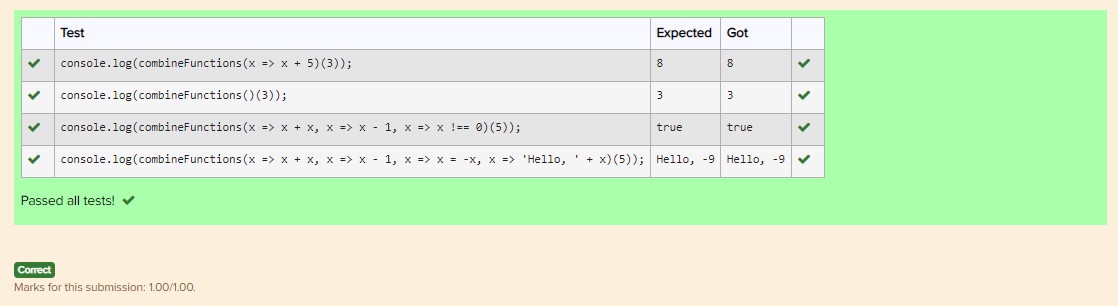 Test Expected Got
console.log(combineFunctions(x => x + 5)(3)); 8 8
console.log(combineFunctions()(3)); 3 3
console.log(combineFunctions(x => x + x, x => x - 1, x => x !== 0)(5)); true true
console.log(combineFunctions(x => x + x, x => x - 1, x => x = -x, x => 'Hello, ' + x)(5)); Hello, -9 Hello, -9
Passed all tests!
Correct
Marks for this submission: 1.00/1.00.